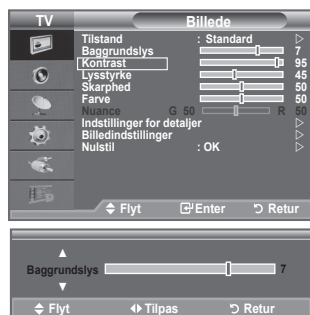 TV Billede
Tilstand : Standard
Baggrundslys 7
Kontrast 95
Lysstyrke 45
Skarphed 50
Farve 50
Nuance G 50 R 50
Indstillinger for detaljer
Billedindstillinger
Nulstil : OK
Flyt Enter Retur
Baggrundslys 7
Flyt Tilpas Retur